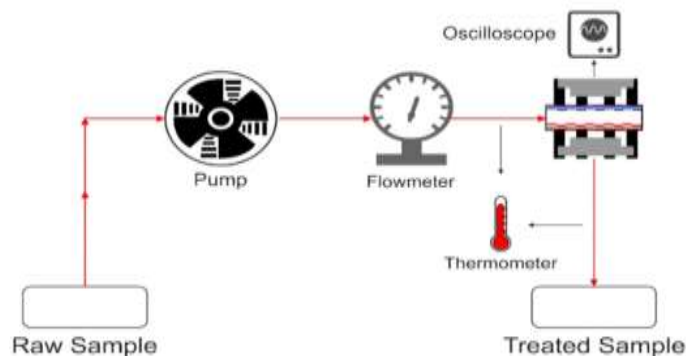 Oscilloscope
Pump
Flowmeter
Thermometer
Raw Sample
Treated Sample